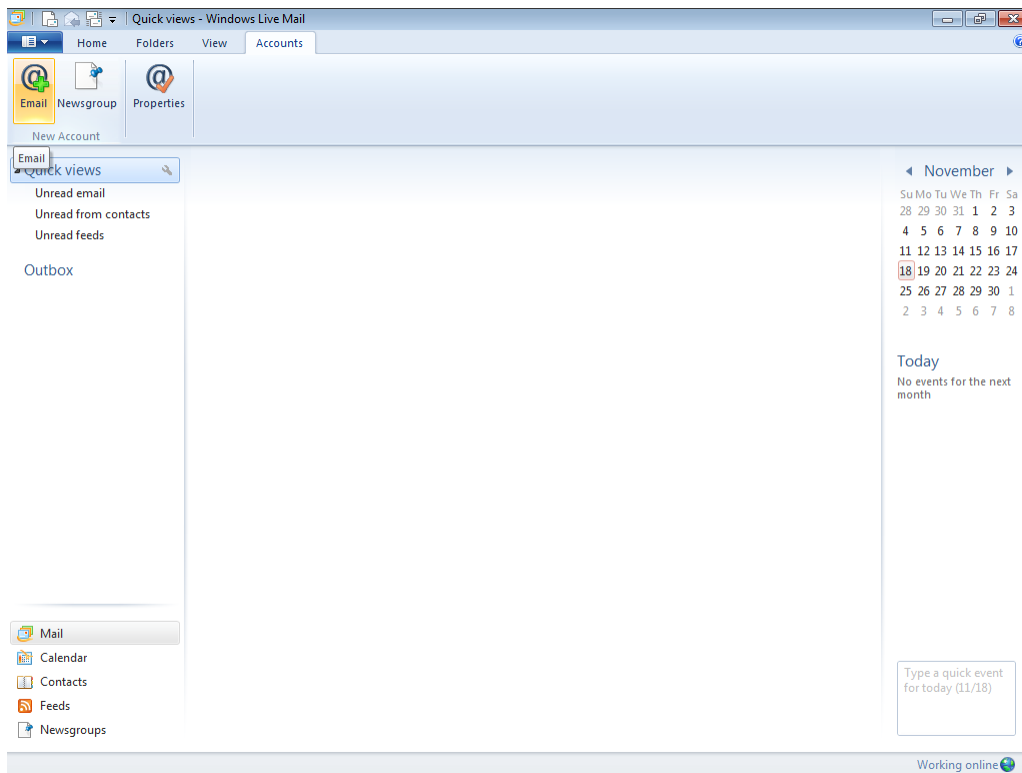 Quick views - Windows Live Mail
Home Folders View Accounts
Email Newsgroup Properties
New Account
Email
Quick views
Unread email
Unread from contacts
Unread feeds
Outbox
Mail
Calendar
Contacts
Feeds
Newsgroups
November
Su Mo Tu We Th Fr Sa
28 29 30 31 1 2 3
4 5 6 7 8 9 10
11 12 13 14 15 16 17
18 19 20 21 22 23 24
25 26 27 28 29 30 1
2 3 4 5 6 7 8
Today
No events for the next
month
Type a quick event
for today (11/18)
Working online